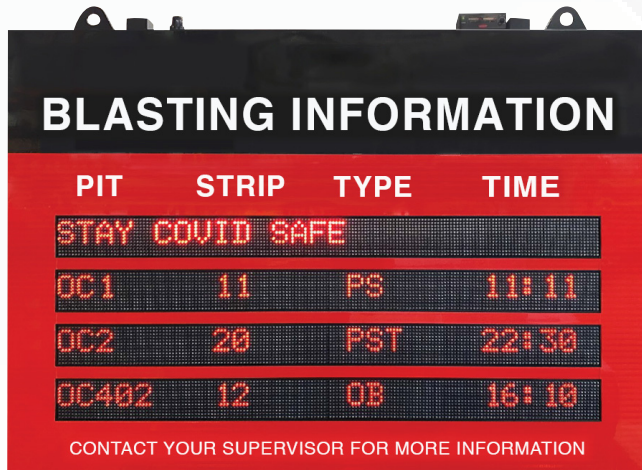 BLASTING INFORMATION
PIT STRIP TYPE TIME
STAY COVID SAFE
OC1 11 PS 11:11
OC2 20 PST 22:30
OC402 12 OB 16:10
CONTACT YOUR SUPERVISOR FOR MORE INFORMATION